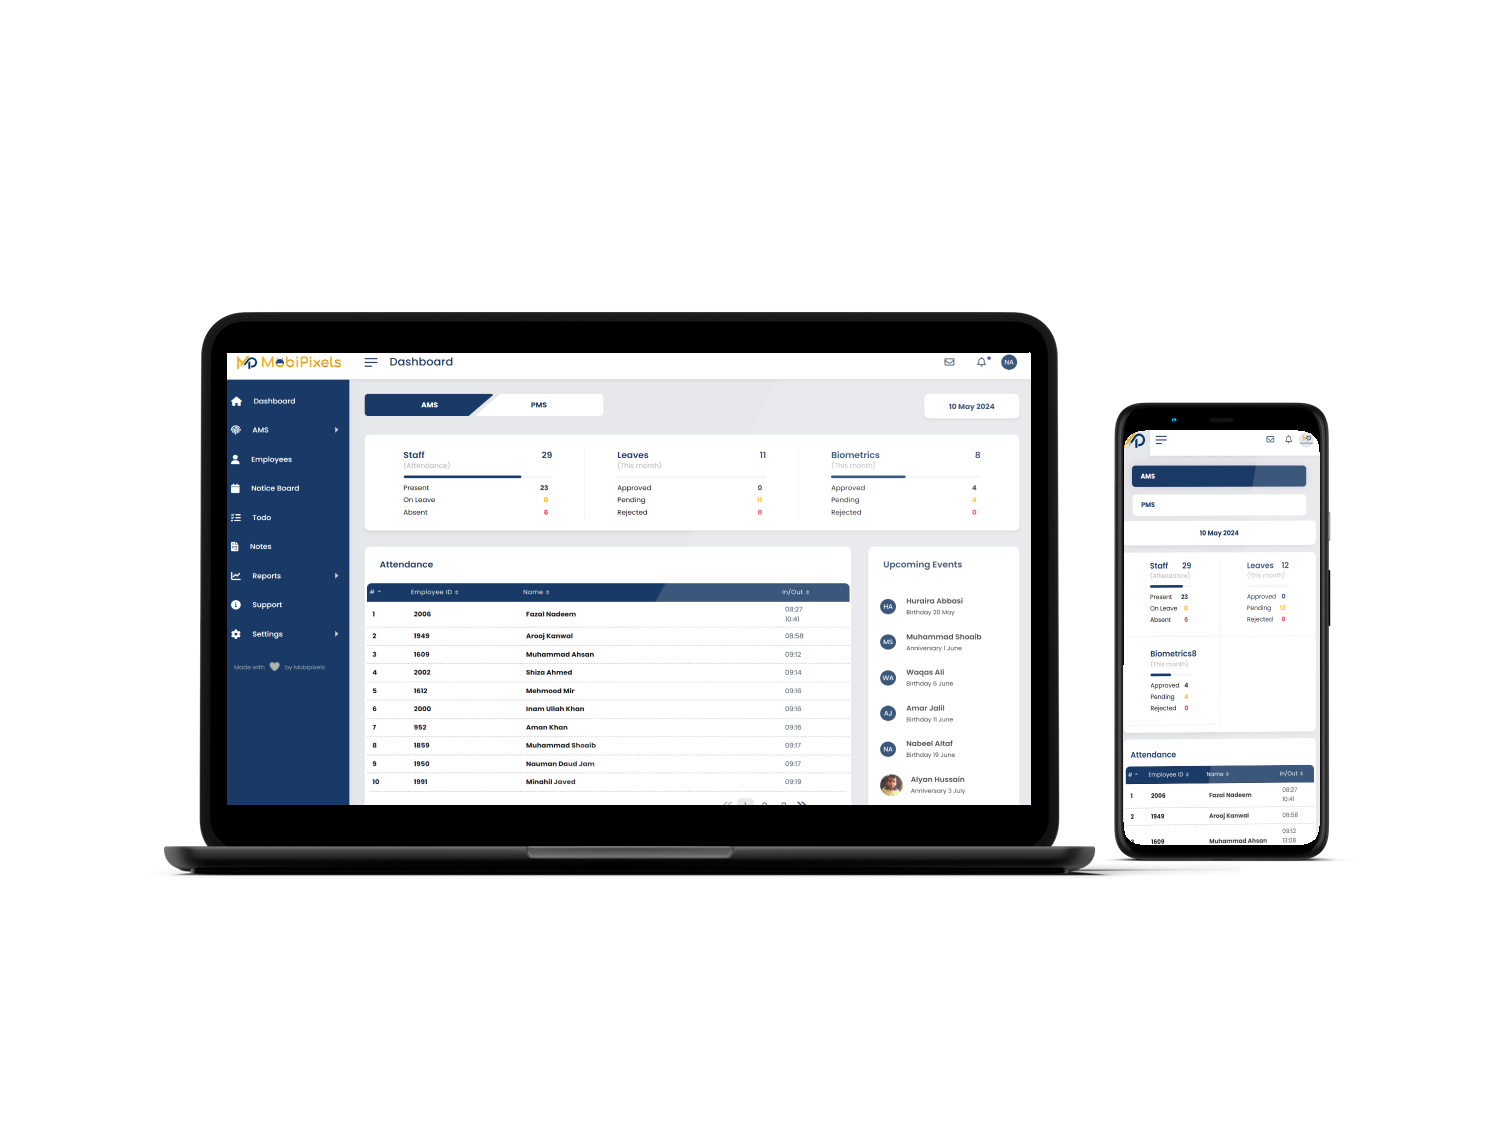 MobiPixels
Dashboard
NA
Dashboard
AMS
Employees
Notice Board
Todo
Notes
Reports
Support
Settings
Made with by Mobipixels
AMS
PMS
10 May 2024
Staff 29
(Attendance)
Present 23
On Leave 0
Absent 6
Leaves 11
(This month)
Approved 0
Pending 11
Rejected 0
Biometrics 8
(This month)
Approved 4
Pending 4
Rejected 0
Attendance
# Employee ID Name In/Out
1 2006 Fazal Nadeem 08:27
10:41
2 1949 Arooj Kanwal 08:58
3 1609 Muhammad Ahsan 09:12
4 2002 Shiza Ahmed 09:14
5 1612 Mehmood Mir 09:16
6 2000 Inam Ullah Khan 09:16
7 952 Aman Khan 09:16
8 1859 Muhammad Shoaib 09:17
9 1950 Nauman Daud Jam 09:17
10 1991 Minahil Javed 09:19
Upcoming Events
HA Huraira Abbasi
Birthday 20 May
MS Muhammad Shoaib
Anniversary 1 June
WA Waqas Ali
Birthday 6 June
AJ Amar Jalil
Birthday 11 June
NA Nabeel Altaf
Birthday 19 June
Alyan Hussain
Anniversary 3 July
AMS
PMS
10 May 2024
Staff 29
(Attendance)
Present 23
On Leave 0
Absent 6
Leaves 12
(This month)
Approved 0
Pending 12
Rejected 0
Biometrics8
(This month)
Approved 4
Pending 4
Rejected 0
Attendance
# Employee ID Name In/Out
1 2006 Fazal Nadeem 08:27
10:41
2 1949 Arooj Kanwal 08:58
1609 Muhammad Ahsan 09:12
13:08